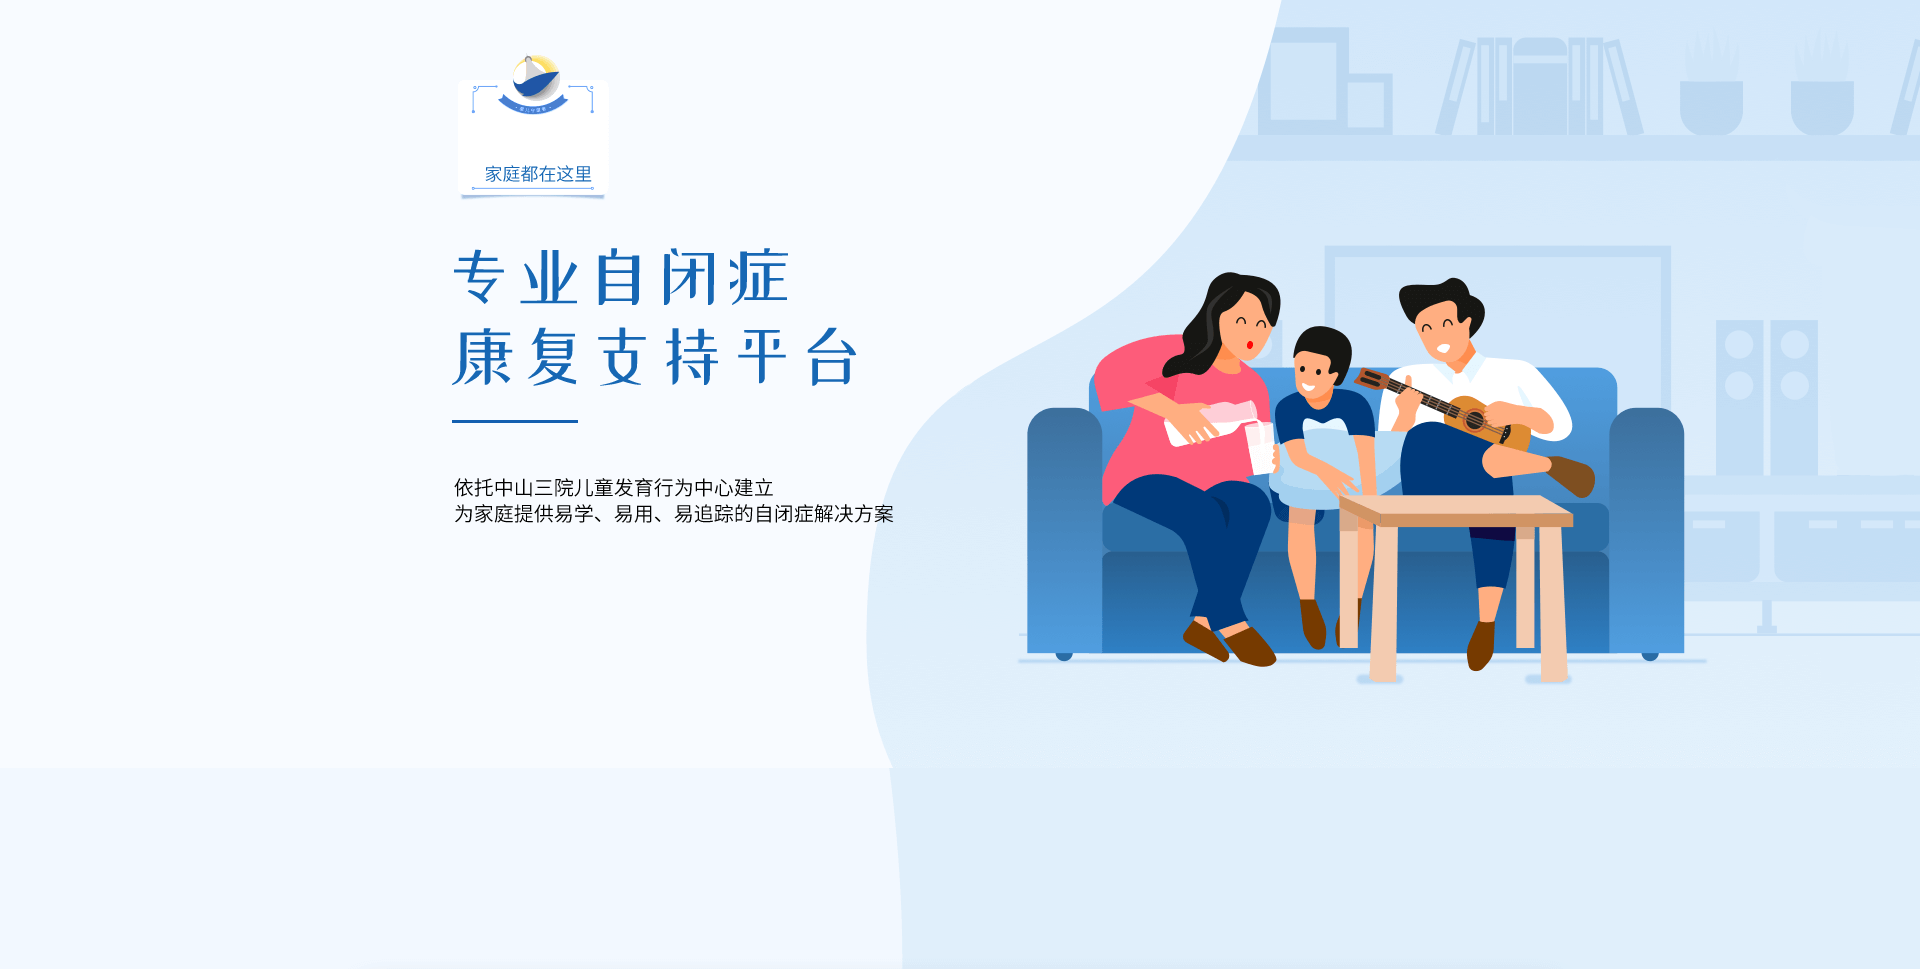 家庭都在这里
专业自闭症
康复支持平台
依托中山三院儿童发育行为中心建立
为家庭提供易学、易用、易追踪的自闭症解决方案